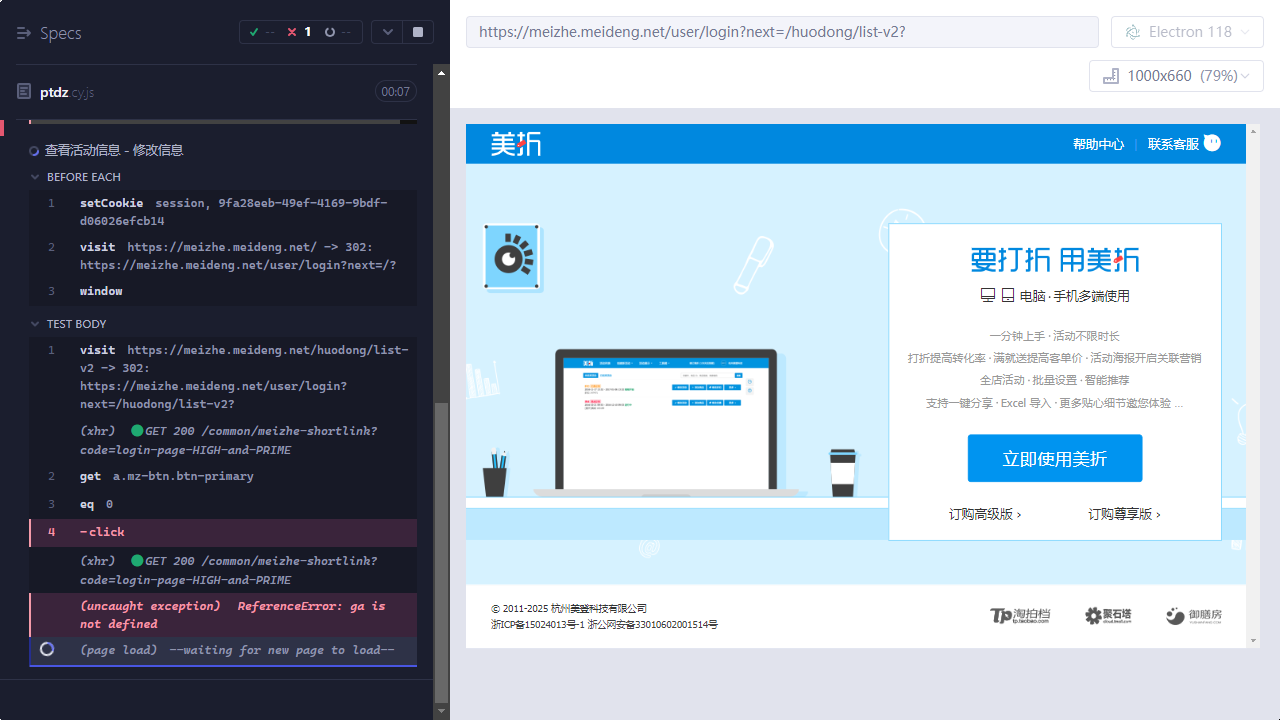 Specs
-- 1 --
https://meizhe.meideng.net/user/login?next=/huodong/list-v2?
Electron 118
1000x660 (79%)
ptdz.cy.js
00:07
查看活动信息 - 修改信息
BEFORE EACH
1 setCookie session, 9fa28eeb-49ef-4169-9bdf-
d06026efcb14
2 visit https://meizhe.meideng.net/ -> 302:
https://meizhe.meideng.net/user/login?next=/?
3 window
TEST BODY
1 visit https://meizhe.meideng.net/huodong/list-
v2 -> 302:
https://meizhe.meideng.net/user/login?
next=/huodong/list-v2?
(xhr) GET 200 /common/meizhe-shortlink?
code=login-page-HIGH-and-PRIME
2 get a.mz-btn.btn-primary
3 eq 0
4 -click
(xhr) GET 200 /common/meizhe-shortlink?
code=login-page-HIGH-and-PRIME
(uncaught exception) ReferenceError: ga is
not defined
(page load) --waiting for new page to load--
美折
帮助中心 | 联系客服
要打折 用美折
电脑 · 手机多端使用
一分钟上手 · 活动不限时长
打折提高转化率 · 满就送提高客单价 · 活动海报开启关联营销
全店活动 · 批量设置 · 智能推荐
支持一键分享 · Excel 导入 · 更多贴心细节邀您体验 ...
立即使用美折
订购高级版 ›
订购尊享版 ›
© 2011-2025 杭州美登科技有限公司
浙ICP备15024013号-1 浙公网安备33010602001514号
Tp 淘拍档
tp.taobao.com
聚石塔
御膳房